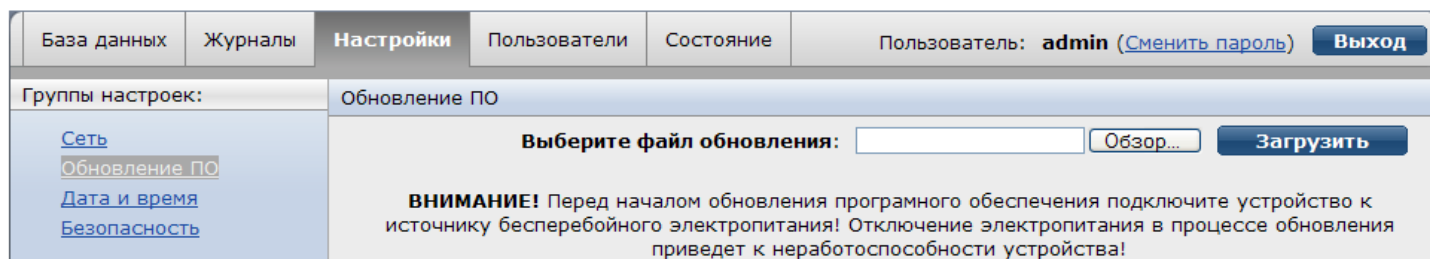 База данных Журналы Настройки Пользователи Состояние Пользователь: admin (Сменить пароль) Выход
Группы настроек: Обновление ПО
Сеть Выберите файл обновления: Обзор... Загрузить
Обновление ПО
Дата и время ВНИМАНИЕ! Перед началом обновления програмного обеспечения подключите устройство к
Безопасность источнику бесперебойного электропитания! Отключение электропитания в процессе обновления
приведет к неработоспособности устройства!